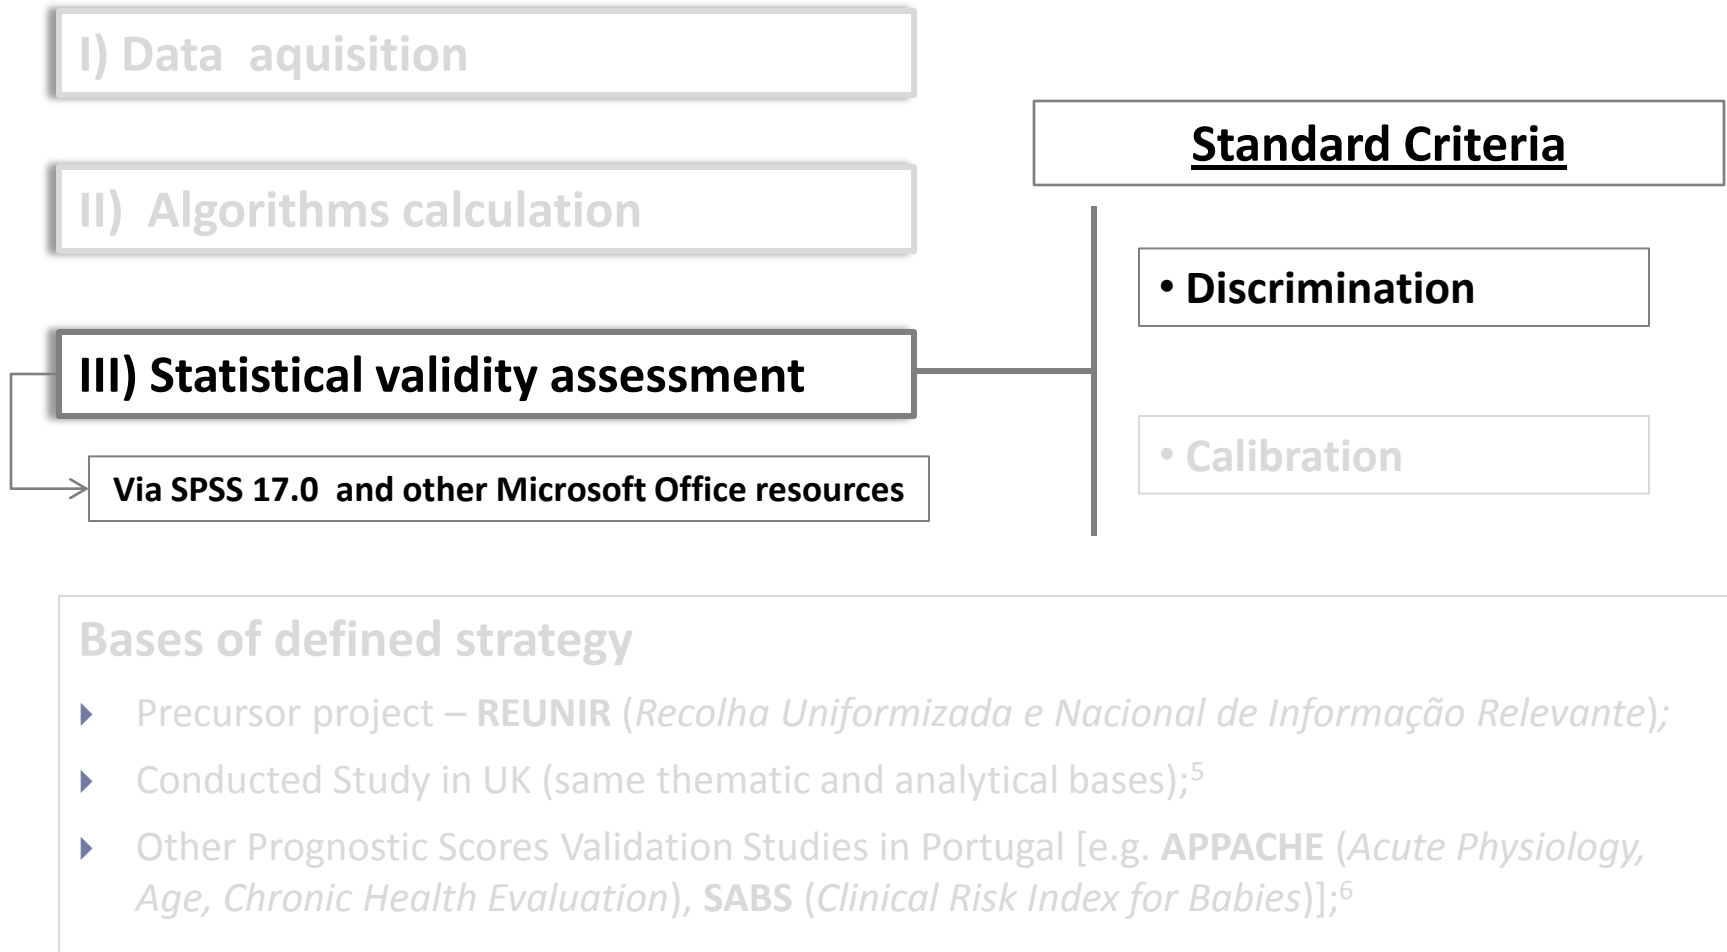 I) Data  aquisition
II)  Algorithms calculation
III) Statistical validity assessment
Via SPSS 17.0  and other Microsoft Office resources
Standard Criteria
• Discrimination
• Calibration
Bases of defined strategy
Precursor project – REUNIR (Recolha Uniformizada e Nacional de Informação Relevante);
Conducted Study in UK (same thematic and analytical bases);⁵
Other Prognostic Scores Validation Studies in Portugal [e.g. APPACHE (Acute Physiology,
Age, Chronic Health Evaluation), SABS (Clinical Risk Index for Babies)];⁶